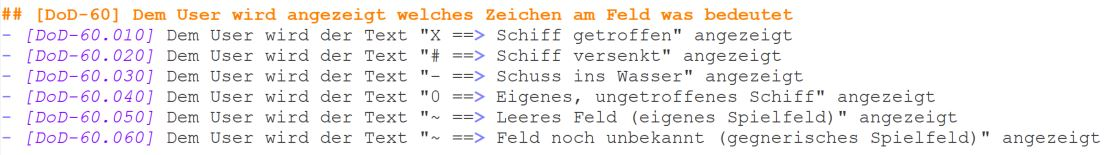 ## [DoD-60] Dem User wird angezeigt welches Zeichen am Feld was bedeutet
- [DoD-60.010] Dem User wird der Text "X ==> Schiff getroffen" angezeigt
- [DoD-60.020] Dem User wird der Text "# ==> Schiff versenkt" angezeigt
- [DoD-60.030] Dem User wird der Text "- ==> Schuss ins Wasser" angezeigt
- [DoD-60.040] Dem User wird der Text "0 ==> Eigenes, ungetroffenes Schiff" angezeigt
- [DoD-60.050] Dem User wird der Text "~ ==> Leeres Feld (eigenes Spielfeld)" angezeigt
- [DoD-60.060] Dem User wird der Text "~ ==> Feld noch unbekannt (gegnerisches Spielfeld)" angezeigt